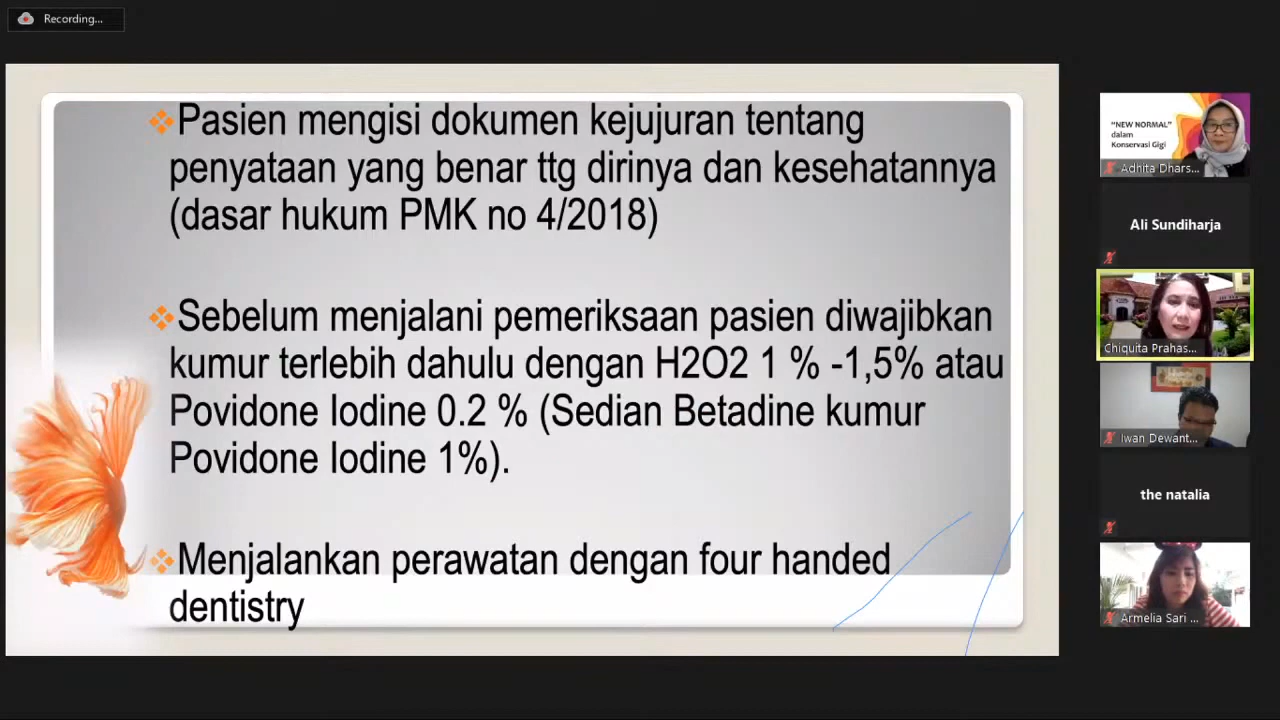 Recording...
Pasien mengisi dokumen kejujuran tentang
penyataan yang benar ttg dirinya dan kesehatannya
(dasar hukum PMK no 4/2018)
Sebelum menjalani pemeriksaan pasien diwajibkan
kumur terlebih dahulu dengan H2O2 1 % -1,5% atau
Povidone Iodine 0.2 % (Sedian Betadine kumur
Povidone Iodine 1%).
Menjalankan perawatan dengan four handed
dentistry
"NEW NORMAL"
dalam
Konservasi Gigi
Adhita Dhars...
Ali Sundiharja
Chiquita Prahas...
Iwan Dewant...
the natalia
Armelia Sari ...